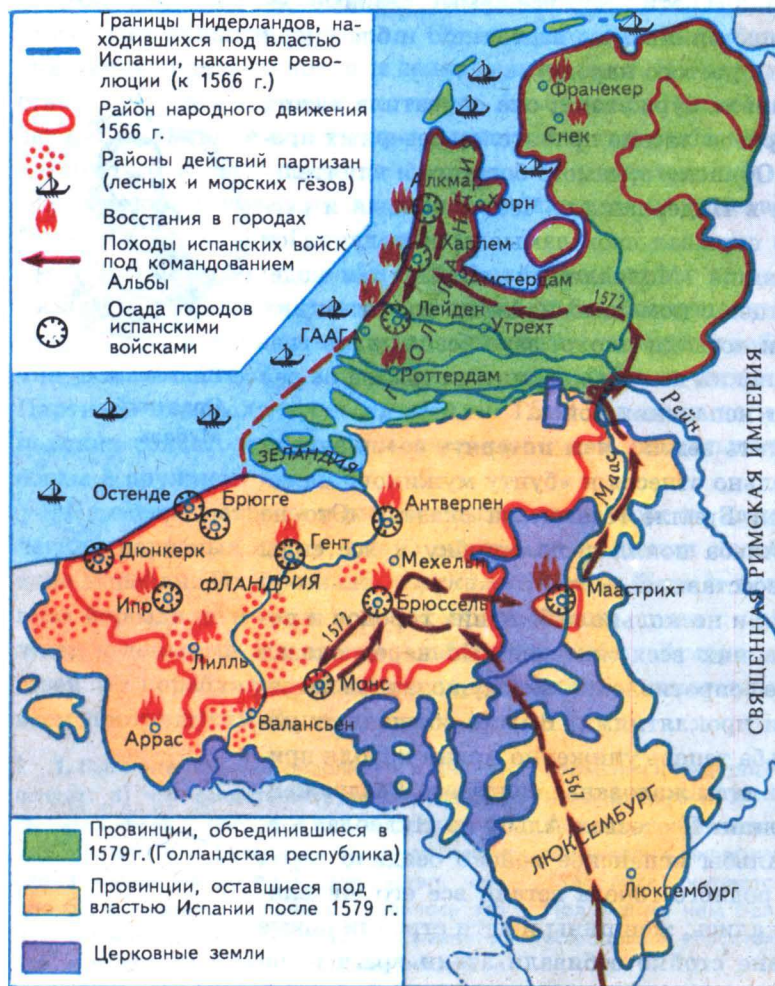 Границы Нидерландов, на-
ходившихся под властью
Испании, накануне рево-
люции (к 1566 г.)
Район народного движения
1566 г.
Районы действий партизан
(лесных и морских гёзов)
Восстания в городах
Походы испанских войск
под командованием
Альбы
Осада городов
испанскими
войсками
Франекер
Снек
Алкмар
Хорн
Харлем
Амстердам
ГОЛЛАНДСКИЙ
1572
Лейден
ГААГА
Утрехт
Роттердам
Рейн
СВЯЩЕННАЯ РИМСКАЯ ИМПЕРИЯ
ЗЕЛАНДИЯ
Маас
Остенде
Брюгге
Антверпен
Дюнкерк
Гент
Мехельн
ФЛАНДРИЯ
Маастрихт
Ипр
Брюссель
1572
Лилль
Монс
Аррас
Валансьен
1567
ЛЮКСЕМБУРГ
Люксембург
Провинции, объединившиеся в
1579 г. (Голландская республика)
Провинции, оставшиеся под
властью Испании после 1579 г.
Церковные земли